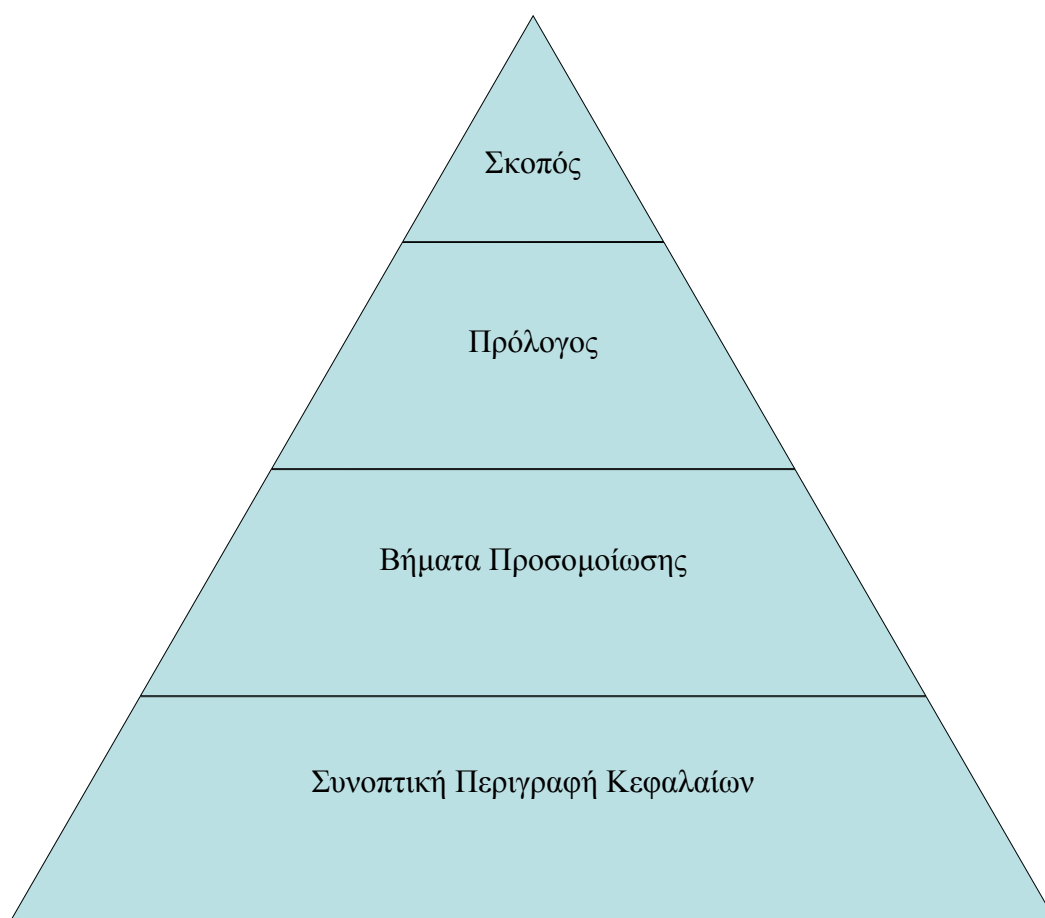 Σκοπός
Πρόλογος
Βήματα Προσομοίωσης
Συνοπτική Περιγραφή Κεφαλαίων